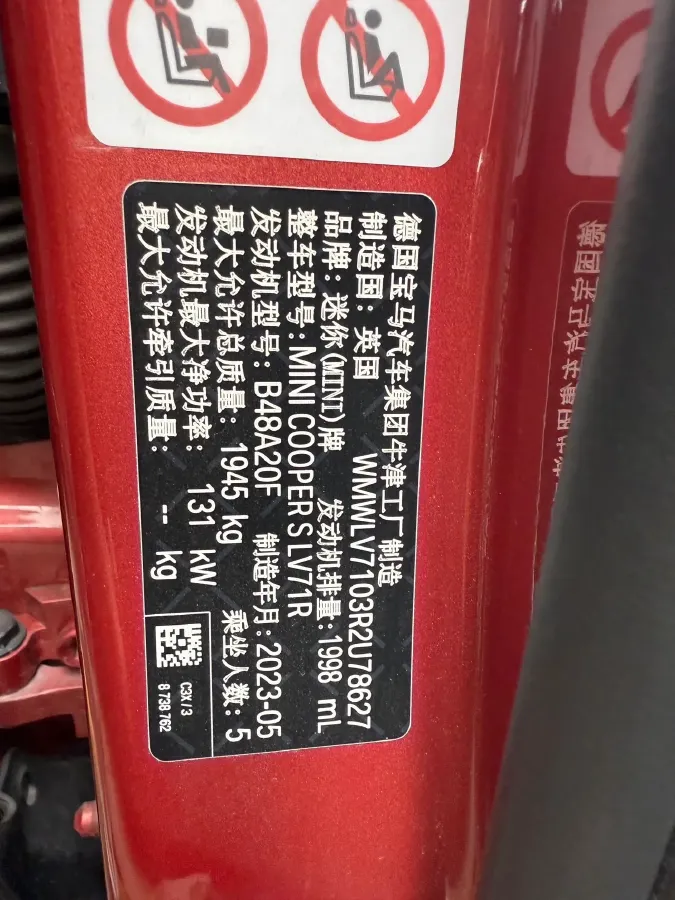 德国宝马汽车集团牛津工厂制造
制造国：英国 WMWLV7103R2U78627
品牌：迷你(MINI)牌 发动机排量：1998 mL
整车型号：MINI COOPER S LV71R
发动机型号：B48A20F 制造年月：2023-05
最大允许总质量：1945 kg 乘坐人数：5
发动机最大净功率：131 kW
最大允许牵引质量：-- kg
C3X / 3
8 738 762